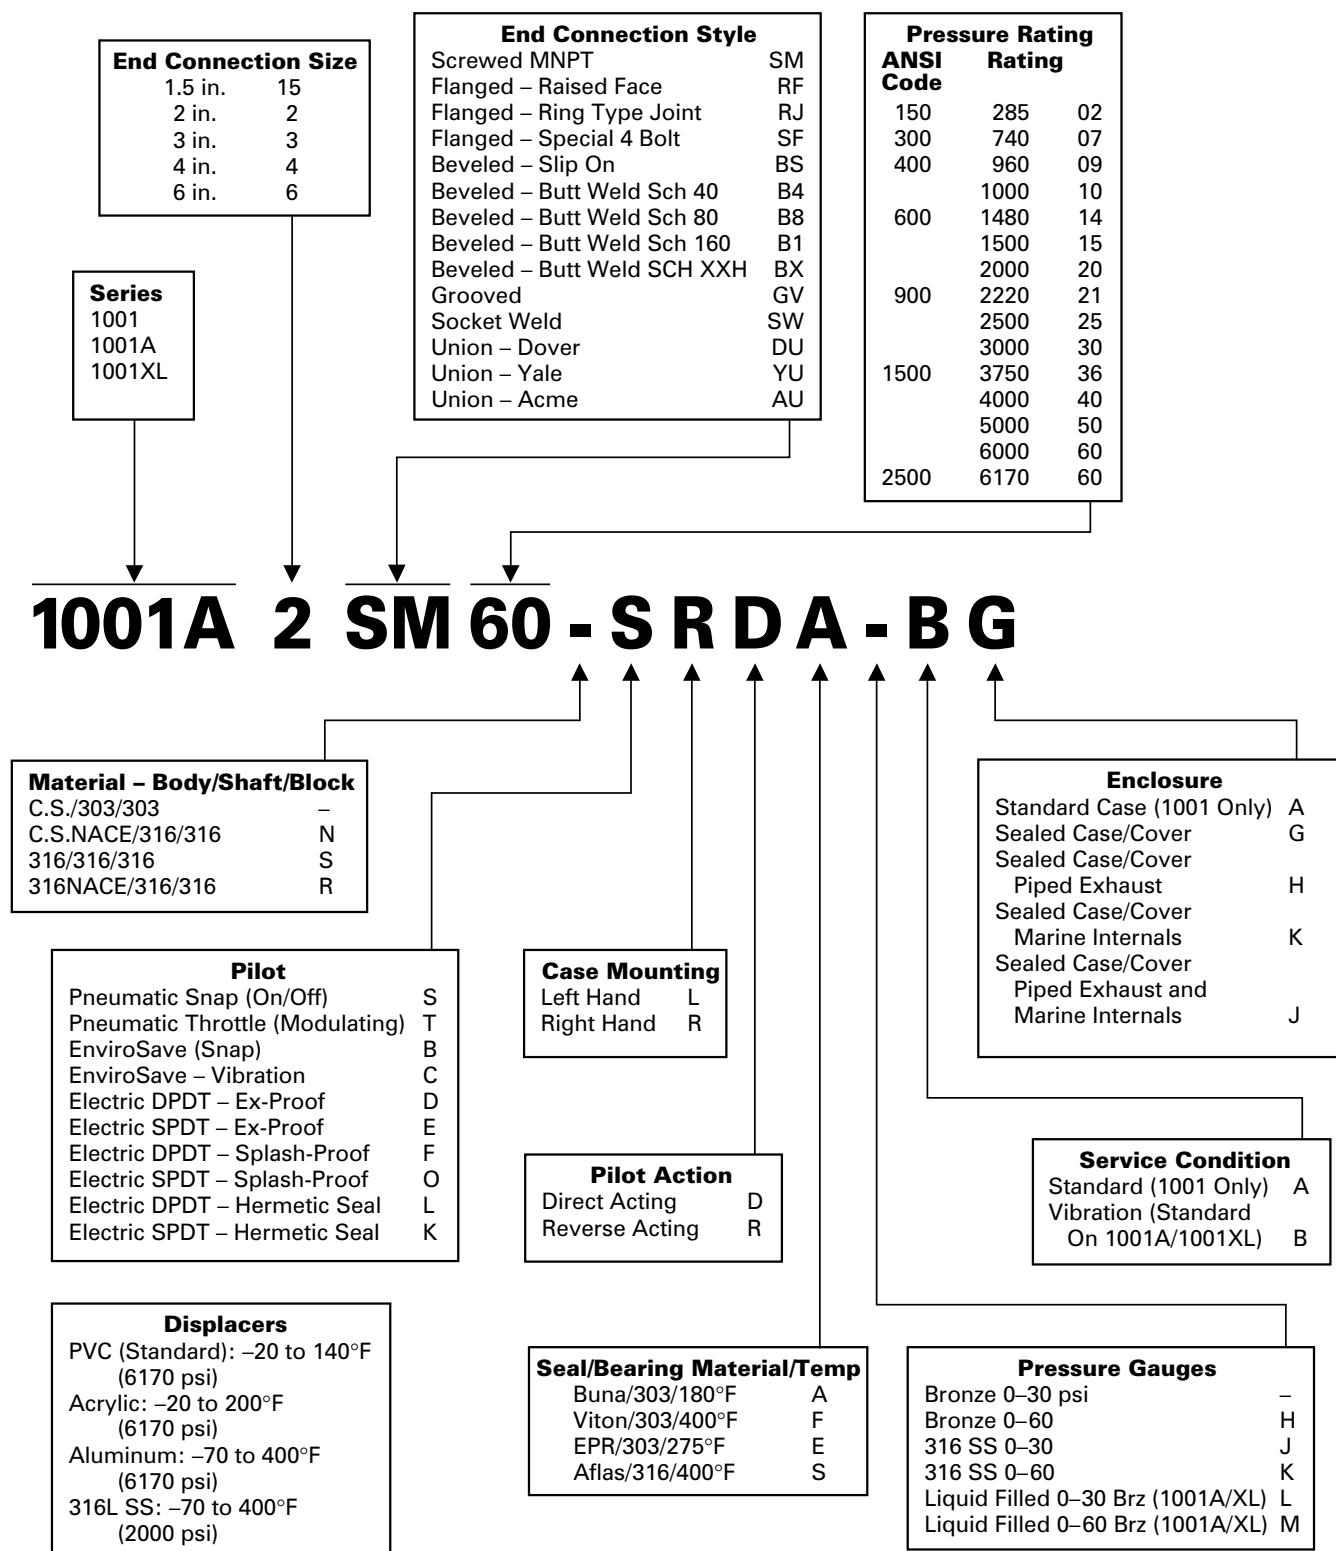 End Connection Size
1.5 in. 15
2 in. 2
3 in. 3
4 in. 4
6 in. 6
End Connection Style
Screwed MNPT SM
Flanged – Raised Face RF
Flanged – Ring Type Joint RJ
Flanged – Special 4 Bolt SF
Beveled – Slip On BS
Beveled – Butt Weld Sch 40 B4
Beveled – Butt Weld Sch 80 B8
Beveled – Butt Weld Sch 160 B1
Beveled – Butt Weld SCH XXH BX
Grooved GV
Socket Weld SW
Union – Dover DU
Union – Yale YU
Union – Acme AU
Pressure Rating
ANSI Rating
Code
150 285 02
300 740 07
400 960 09
1000 10
600 1480 14
1500 15
2000 20
900 2220 21
2500 25
3000 30
1500 3750 36
4000 40
5000 50
6000 60
2500 6170 60
Series
1001
1001A
1001XL
1001A 2 SM 60 - S R D A - B G
Material – Body/Shaft/Block
C.S./303/303 –
C.S.NACE/316/316 N
316/316/316 S
316NACE/316/316 R
Enclosure
Standard Case (1001 Only) A
Sealed Case/Cover G
Sealed Case/Cover
Piped Exhaust H
Sealed Case/Cover
Marine Internals K
Sealed Case/Cover
Piped Exhaust and
Marine Internals J
Pilot
Pneumatic Snap (On/Off) S
Pneumatic Throttle (Modulating) T
EnviroSave (Snap) B
EnviroSave – Vibration C
Electric DPDT – Ex-Proof D
Electric SPDT – Ex-Proof E
Electric DPDT – Splash-Proof F
Electric SPDT – Splash-Proof O
Electric DPDT – Hermetic Seal L
Electric SPDT – Hermetic Seal K
Case Mounting
Left Hand L
Right Hand R
Pilot Action
Direct Acting D
Reverse Acting R
Service Condition
Standard (1001 Only) A
Vibration (Standard
On 1001A/1001XL) B
Displacers
PVC (Standard): –20 to 140°F
(6170 psi)
Acrylic: –20 to 200°F
(6170 psi)
Aluminum: –70 to 400°F
(6170 psi)
316L SS: –70 to 400°F
(2000 psi)
Seal/Bearing Material/Temp
Buna/303/180°F A
Viton/303/400°F F
EPR/303/275°F E
Aflas/316/400°F S
Pressure Gauges
Bronze 0–30 psi –
Bronze 0–60 H
316 SS 0–30 J
316 SS 0–60 K
Liquid Filled 0–30 Brz (1001A/XL) L
Liquid Filled 0–60 Brz (1001A/XL) M